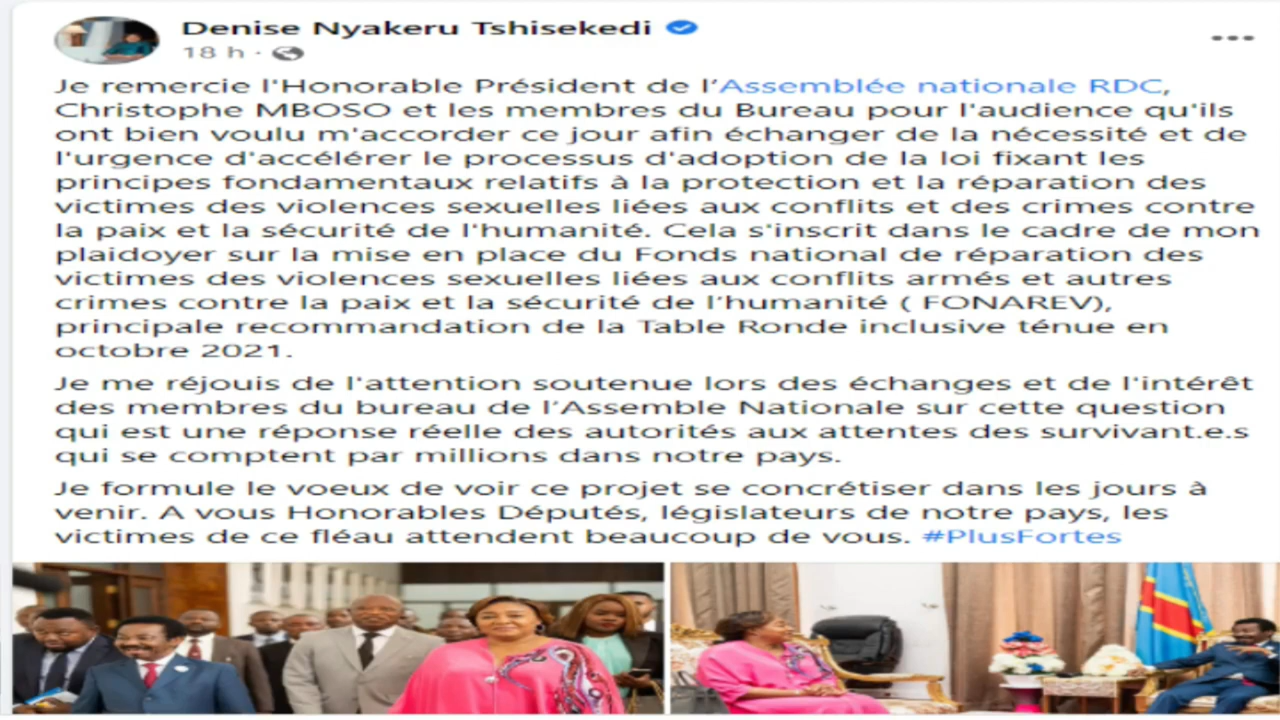 Denise Nyakeru Tshisekedi
18 h ·
Je remercie l'Honorable Président de l'Assemblée nationale RDC,
Christophe MBOSO et les membres du Bureau pour l'audience qu'ils
ont bien voulu m'accorder ce jour afin échanger de la nécessité et de
l'urgence d'accélérer le processus d'adoption de la loi fixant les
principes fondamentaux relatifs à la protection et la réparation des
victimes des violences sexuelles liées aux conflits et des crimes contre
la paix et la sécurité de l'humanité. Cela s'inscrit dans le cadre de mon
plaidoyer sur la mise en place du Fonds national de réparation des
victimes des violences sexuelles liées aux conflits armés et autres
crimes contre la paix et la sécurité de l'humanité ( FONAREV),
principale recommandation de la Table Ronde inclusive ténue en
octobre 2021.
Je me réjouis de l'attention soutenue lors des échanges et de l'intérêt
des membres du bureau de l'Assemble Nationale sur cette question
qui est une réponse réelle des autorités aux attentes des survivant.e.s
qui se comptent par millions dans notre pays.
Je formule le voeux de voir ce projet se concrétiser dans les jours à
venir. A vous Honorables Députés, législateurs de notre pays, les
victimes de ce fléau attendent beaucoup de vous. #PlusFortes